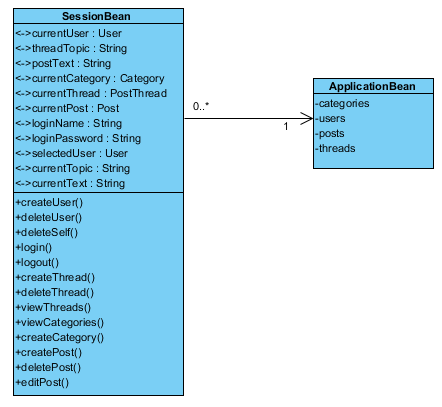 SessionBean
<->currentUser : User
<->threadTopic : String
<->postText : String
<->currentCategory : Category
<->currentThread : PostThread
<->currentPost : Post
<->loginName : String
<->loginPassword : String
<->selectedUser : User
<->currentTopic : String
<->currentText : String
+createUser()
+deleteUser()
+deleteSelf()
+login()
+logout()
+createThread()
+deleteThread()
+viewThreads()
+viewCategories()
+createCategory()
+createPost()
+deletePost()
+editPost()
0..*
1
ApplicationBean
-categories
-users
-posts
-threads